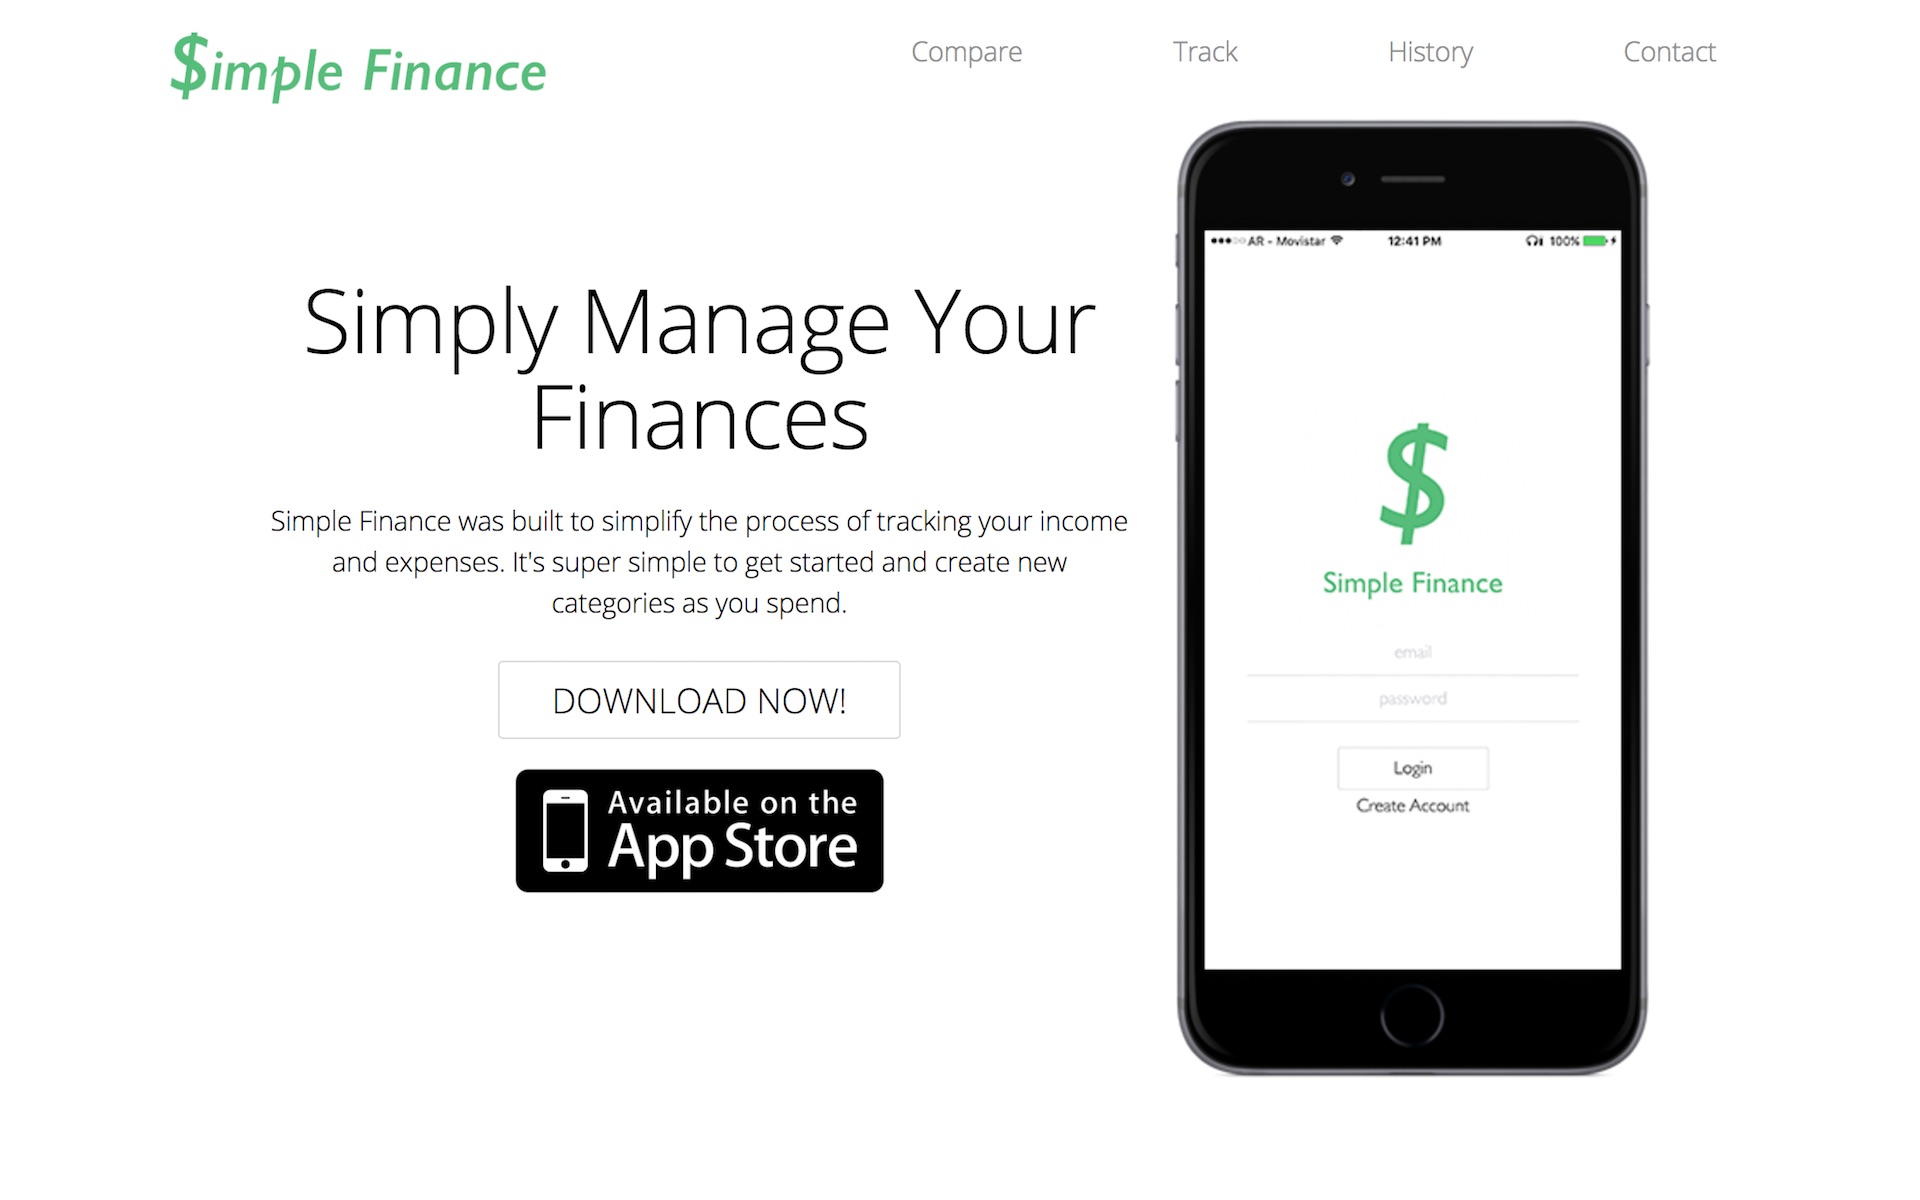 $imple Finance
Compare
Track
History
Contact
Simply Manage Your
Finances
Simple Finance was built to simplify the process of tracking your income
and expenses. It's super simple to get started and create new
categories as you spend.
DOWNLOAD NOW!
Available on the
App Store
AR - Movistar 12:41 PM 100%
$
Simple Finance
email
password
Login
Create Account